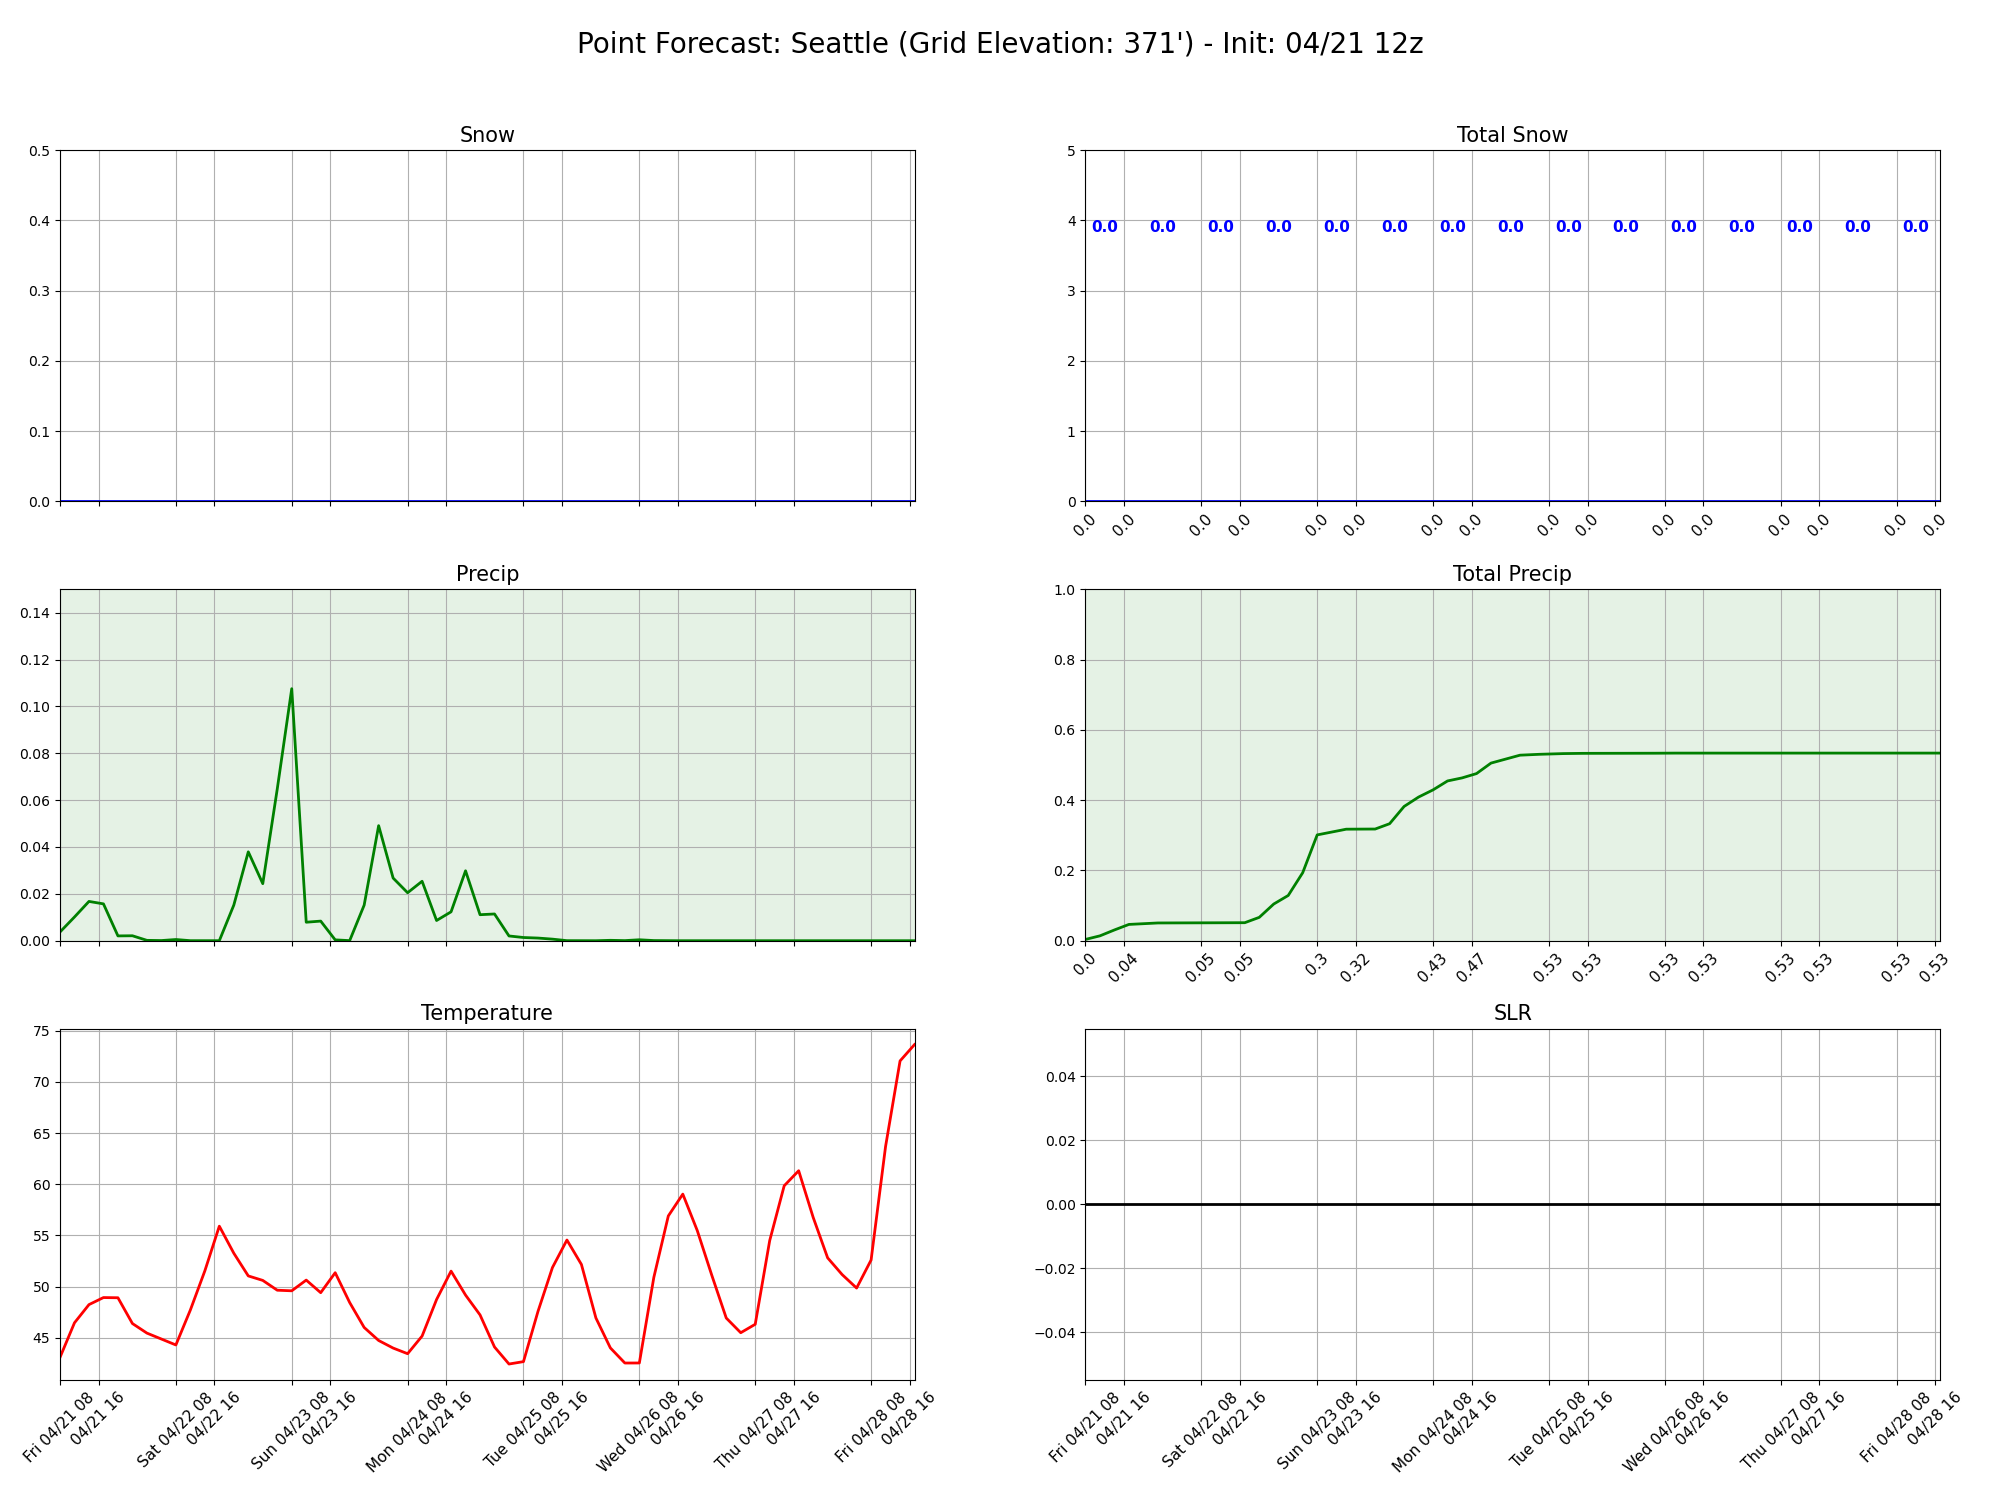 Point Forecast: Seattle (Grid Elevation: 371') - Init: 04/21 12z
Snow
0.5
0.4
0.3
0.2
0.1
0.0
Total Snow
5
4
3
2
1
0
0.0 0.0 0.0 0.0 0.0 0.0 0.0 0.0 0.0 0.0 0.0 0.0 0.0 0.0 0.0
0.0 0.0 0.0 0.0 0.0 0.0 0.0 0.0 0.0 0.0 0.0 0.0 0.0 0.0 0.0 0.0
Precip
0.14
0.12
0.10
0.08
0.06
0.04
0.02
0.00
Total Precip
1.0
0.8
0.6
0.4
0.2
0.0
0.0 0.04 0.05 0.05 0.3 0.32 0.43 0.47 0.53 0.53 0.53 0.53 0.53 0.53 0.53 0.53
Temperature
75
70
65
60
55
50
45
Fri 04/21 08
04/21 16
Sat 04/22 08
04/22 16
Sun 04/23 08
04/23 16
Mon 04/24 08
04/24 16
Tue 04/25 08
04/25 16
Wed 04/26 08
04/26 16
Thu 04/27 08
04/27 16
Fri 04/28 08
04/28 16
SLR
0.04
0.02
0.00
−0.02
−0.04
Fri 04/21 08
04/21 16
Sat 04/22 08
04/22 16
Sun 04/23 08
04/23 16
Mon 04/24 08
04/24 16
Tue 04/25 08
04/25 16
Wed 04/26 08
04/26 16
Thu 04/27 08
04/27 16
Fri 04/28 08
04/28 16